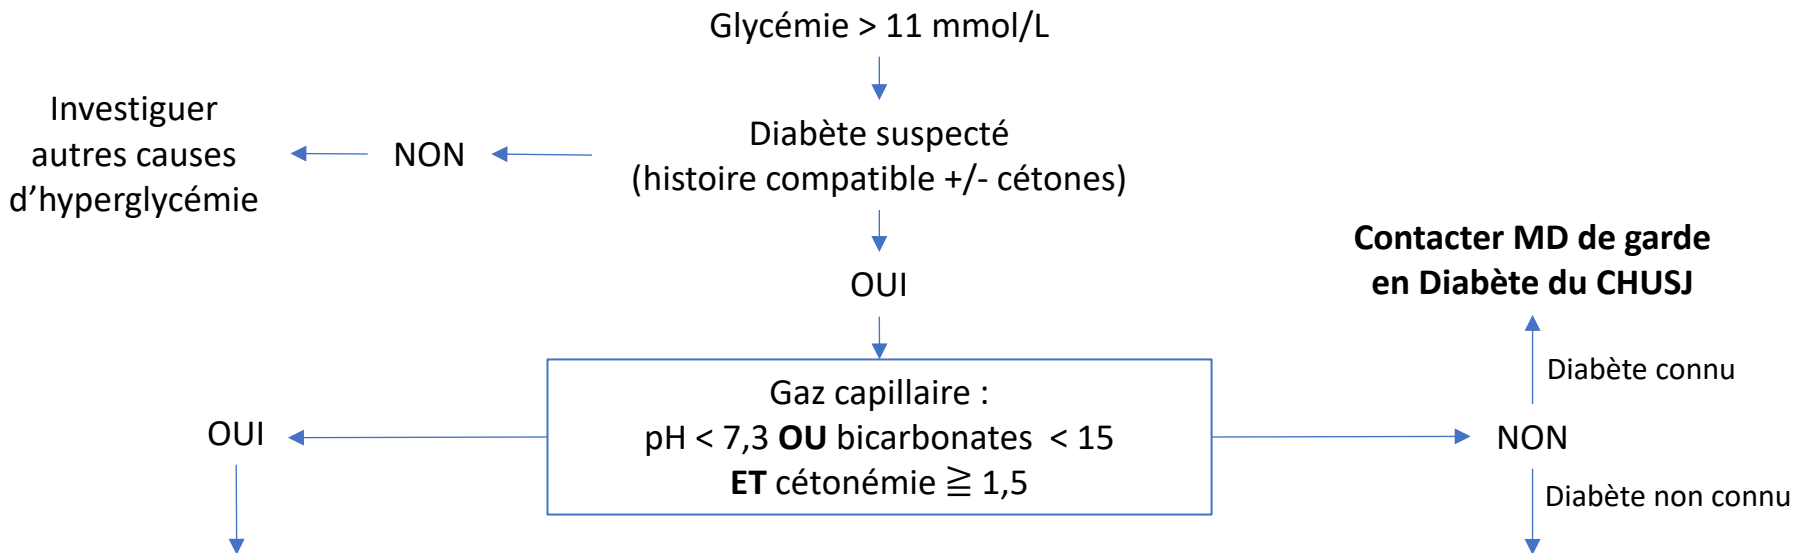 Glycémie > 11 mmol/L
Investiguer
autres causes
d'hyperglycémie
NON
Diabète suspecté
(histoire compatible +/- cétones)
OUI
Contacter MD de garde
en Diabète du CHUSJ
Diabète connu
Gaz capillaire :
pH < 7,3 OU bicarbonates < 15
ET cétonémie ≧ 1,5
OUI
NON
Diabète non connu